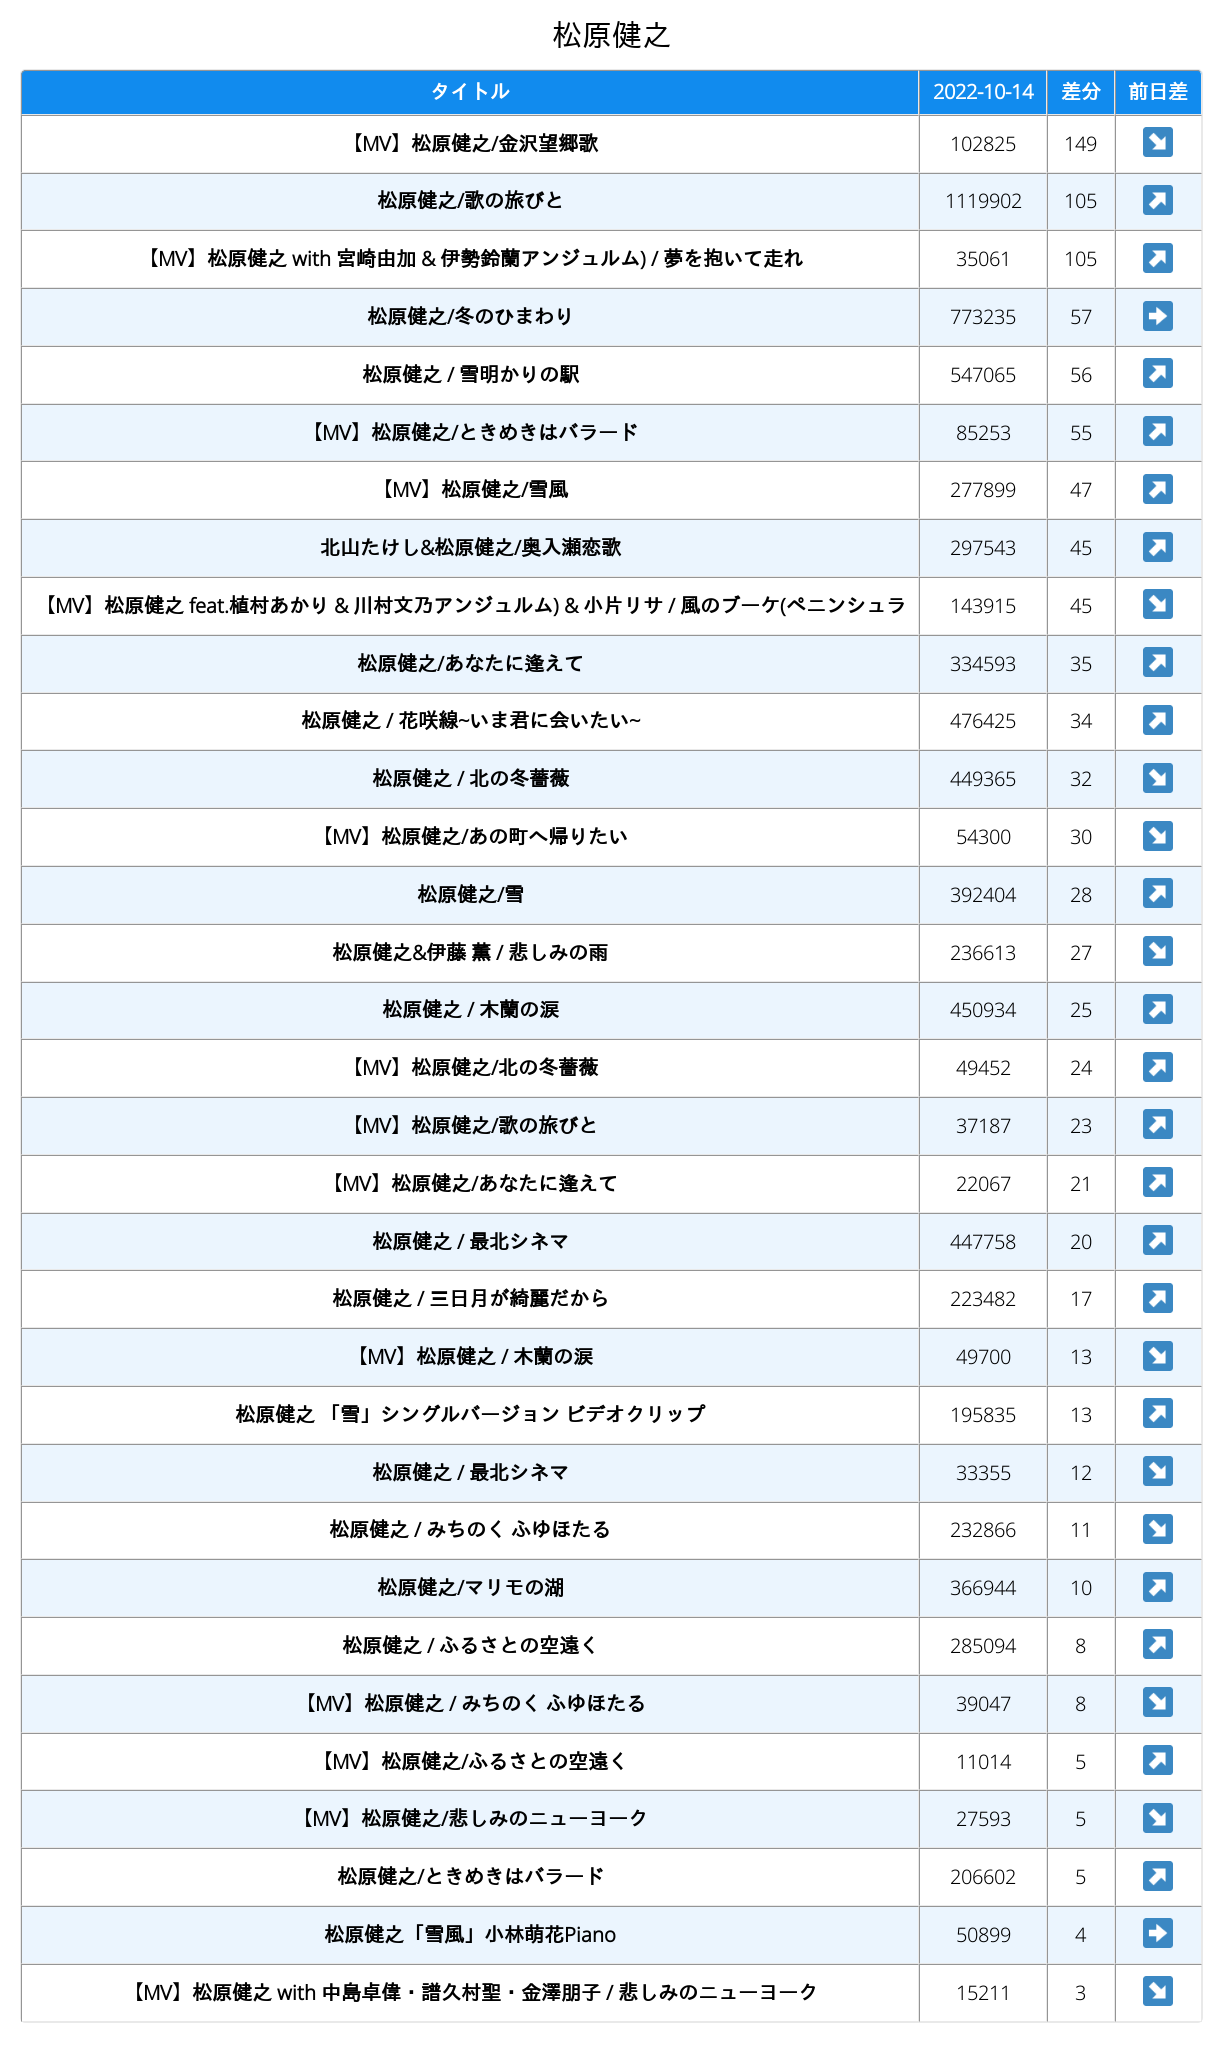 松原健之
タイトル 2022-10-14 差分 前日差
【MV】松原健之/金沢望郷歌 102825 149 ↘
松原健之/歌の旅びと 1119902 105 ↗
【MV】松原健之 with 宮崎由加 & 伊勢鈴蘭アンジュルム) / 夢を抱いて走れ 35061 105 ↗
松原健之/冬のひまわり 773235 57 ➡
松原健之 / 雪明かりの駅 547065 56 ↗
【MV】松原健之/ときめきはバラード 85253 55 ↗
【MV】松原健之/雪風 277899 47 ↗
北山たけし&松原健之/奥入瀬恋歌 297543 45 ↗
【MV】松原健之 feat.植村あかり & 川村文乃アンジュルム) & 小片リサ / 風のブーケ(ペニンシュラ 143915 45 ↘
松原健之/あなたに逢えて 334593 35 ↗
松原健之 / 花咲線~いま君に会いたい~ 476425 34 ↗
松原健之 / 北の冬薔薇 449365 32 ↘
【MV】松原健之/あの町へ帰りたい 54300 30 ↘
松原健之/雪 392404 28 ↗
松原健之&伊藤 薫 / 悲しみの雨 236613 27 ↘
松原健之 / 木蘭の涙 450934 25 ↗
【MV】松原健之/北の冬薔薇 49452 24 ↗
【MV】松原健之/歌の旅びと 37187 23 ↗
【MV】松原健之/あなたに逢えて 22067 21 ↗
松原健之 / 最北シネマ 447758 20 ↗
松原健之 / 三日月が綺麗だから 223482 17 ↗
【MV】松原健之 / 木蘭の涙 49700 13 ↘
松原健之 「雪」シングルバージョン ビデオクリップ 195835 13 ↗
松原健之 / 最北シネマ 33355 12 ↘
松原健之 / みちのく ふゆほたる 232866 11 ↘
松原健之/マリモの湖 366944 10 ↗
松原健之 / ふるさとの空遠く 285094 8 ↗
【MV】松原健之 / みちのく ふゆほたる 39047 8 ↘
【MV】松原健之/ふるさとの空遠く 11014 5 ↗
【MV】松原健之/悲しみのニューヨーク 27593 5 ↘
松原健之/ときめきはバラード 206602 5 ↗
松原健之「雪風」小林萌花Piano 50899 4 ➡
【MV】松原健之 with 中島卓偉・譜久村聖・金澤朋子 / 悲しみのニューヨーク 15211 3 ↘